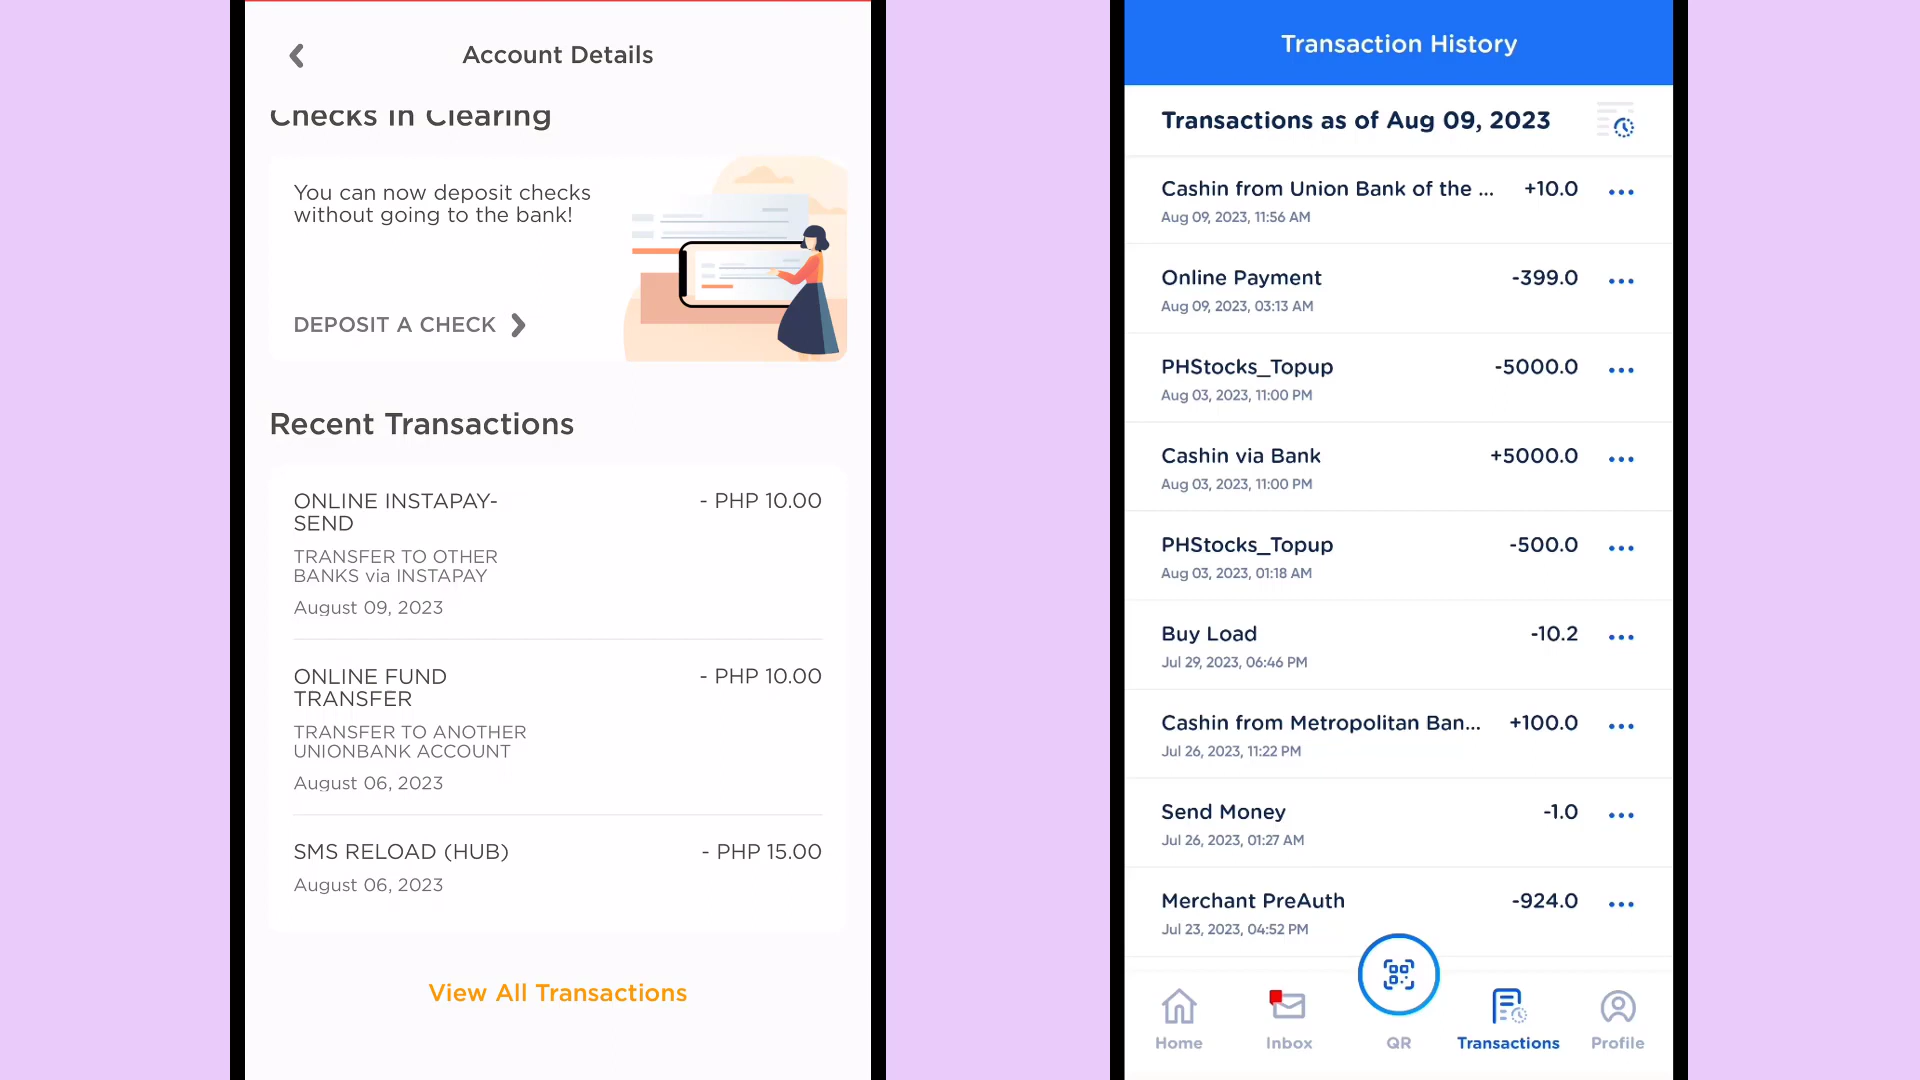 Account Details
Checks in Clearing
You can now deposit checks
without going to the bank!
DEPOSIT A CHECK
Recent Transactions
ONLINE INSTAPAY-
SEND
- PHP 10.00
TRANSFER TO OTHER
BANKS via INSTAPAY
August 09, 2023
ONLINE FUND
TRANSFER
- PHP 10.00
TRANSFER TO ANOTHER
UNIONBANK ACCOUNT
August 06, 2023
SMS RELOAD (HUB)
- PHP 15.00
August 06, 2023
View All Transactions
Transaction History
Transactions as of Aug 09, 2023
Cashin from Union Bank of the ... +10.0
Aug 09, 2023, 11:56 AM
Online Payment -399.0
Aug 09, 2023, 03:13 AM
PHStocks_Topup -5000.0
Aug 03, 2023, 11:00 PM
Cashin via Bank +5000.0
Aug 03, 2023, 11:00 PM
PHStocks_Topup -500.0
Aug 03, 2023, 01:18 AM
Buy Load -10.2
Jul 29, 2023, 06:46 PM
Cashin from Metropolitan Ban... +100.0
Jul 26, 2023, 11:22 PM
Send Money -1.0
Jul 26, 2023, 01:27 AM
Merchant PreAuth -924.0
Jul 23, 2023, 04:52 PM
Home
Inbox
QR
Transactions
Profile